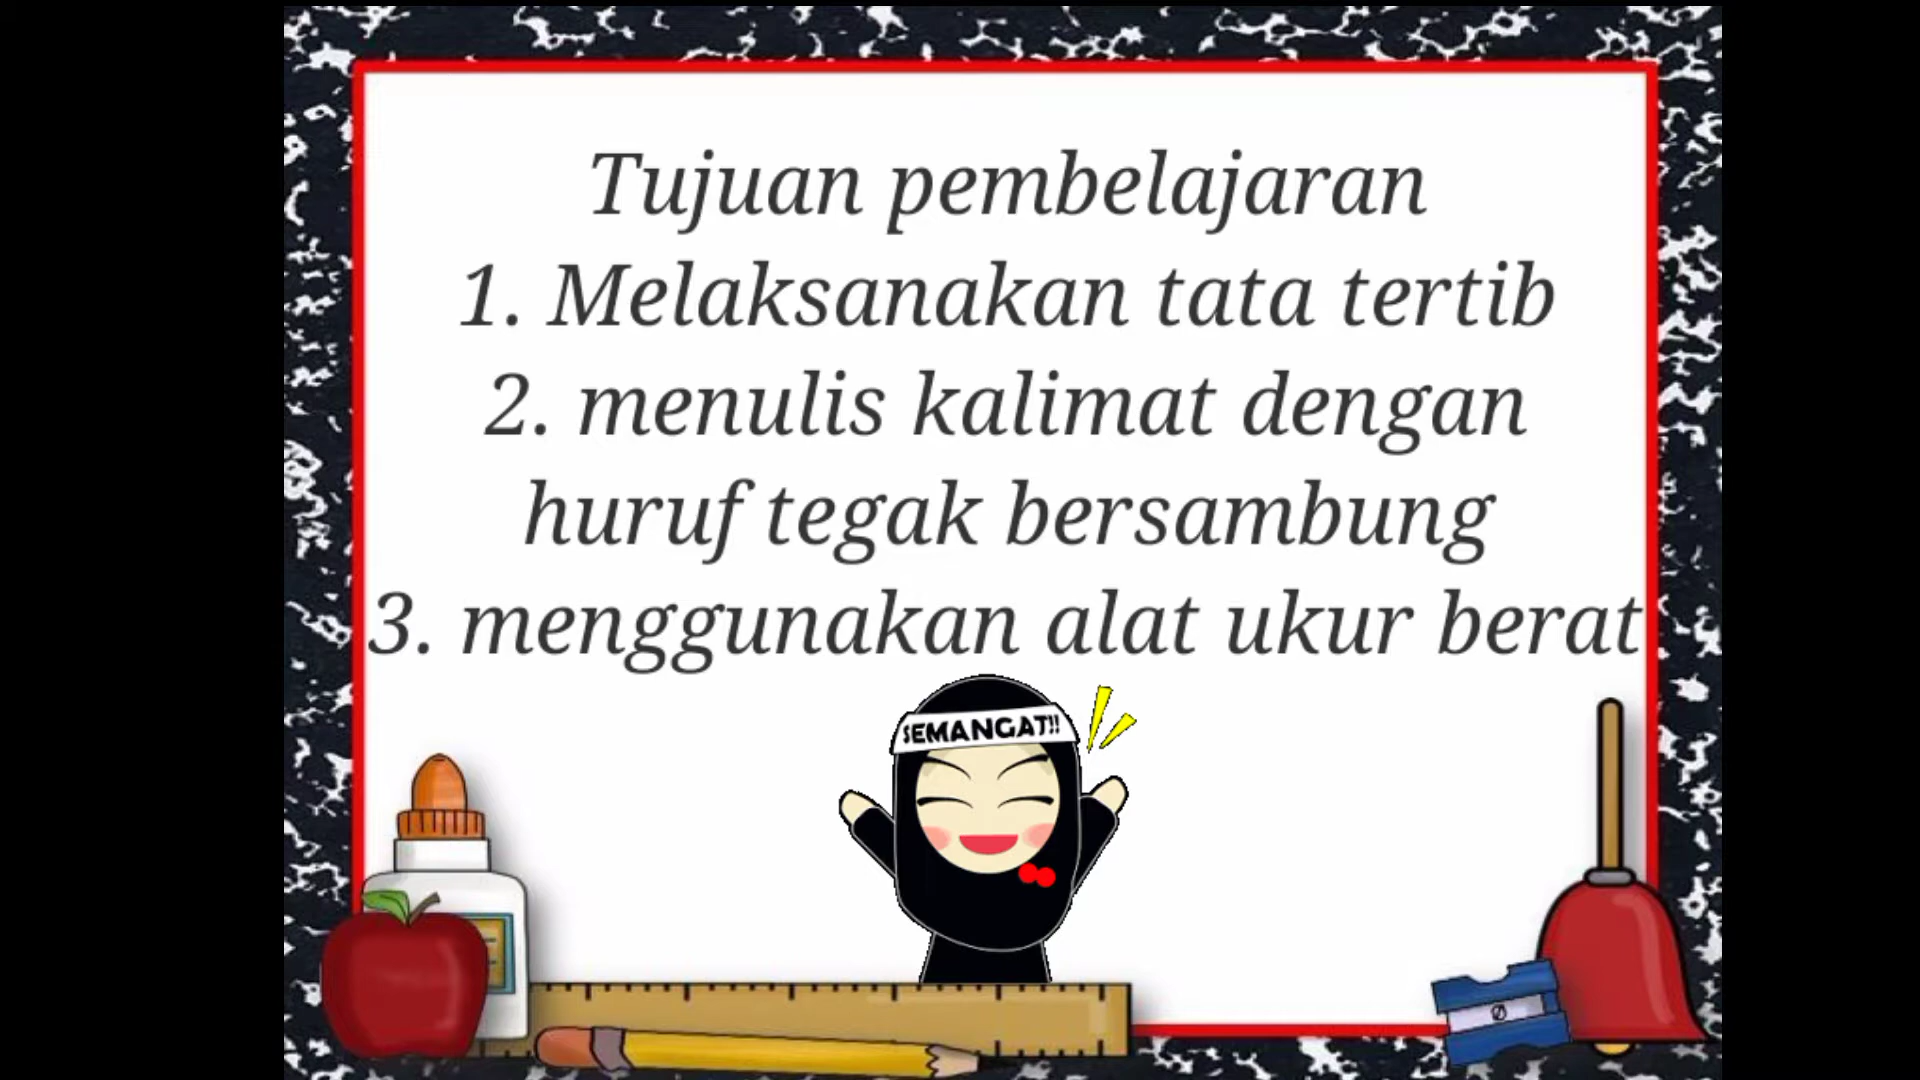 Tujuan pembelajaran
1. Melaksanakan tata tertib
2. menulis kalimat dengan
huruf tegak bersambung
3. menggunakan alat ukur berat
SEMANGAT!!